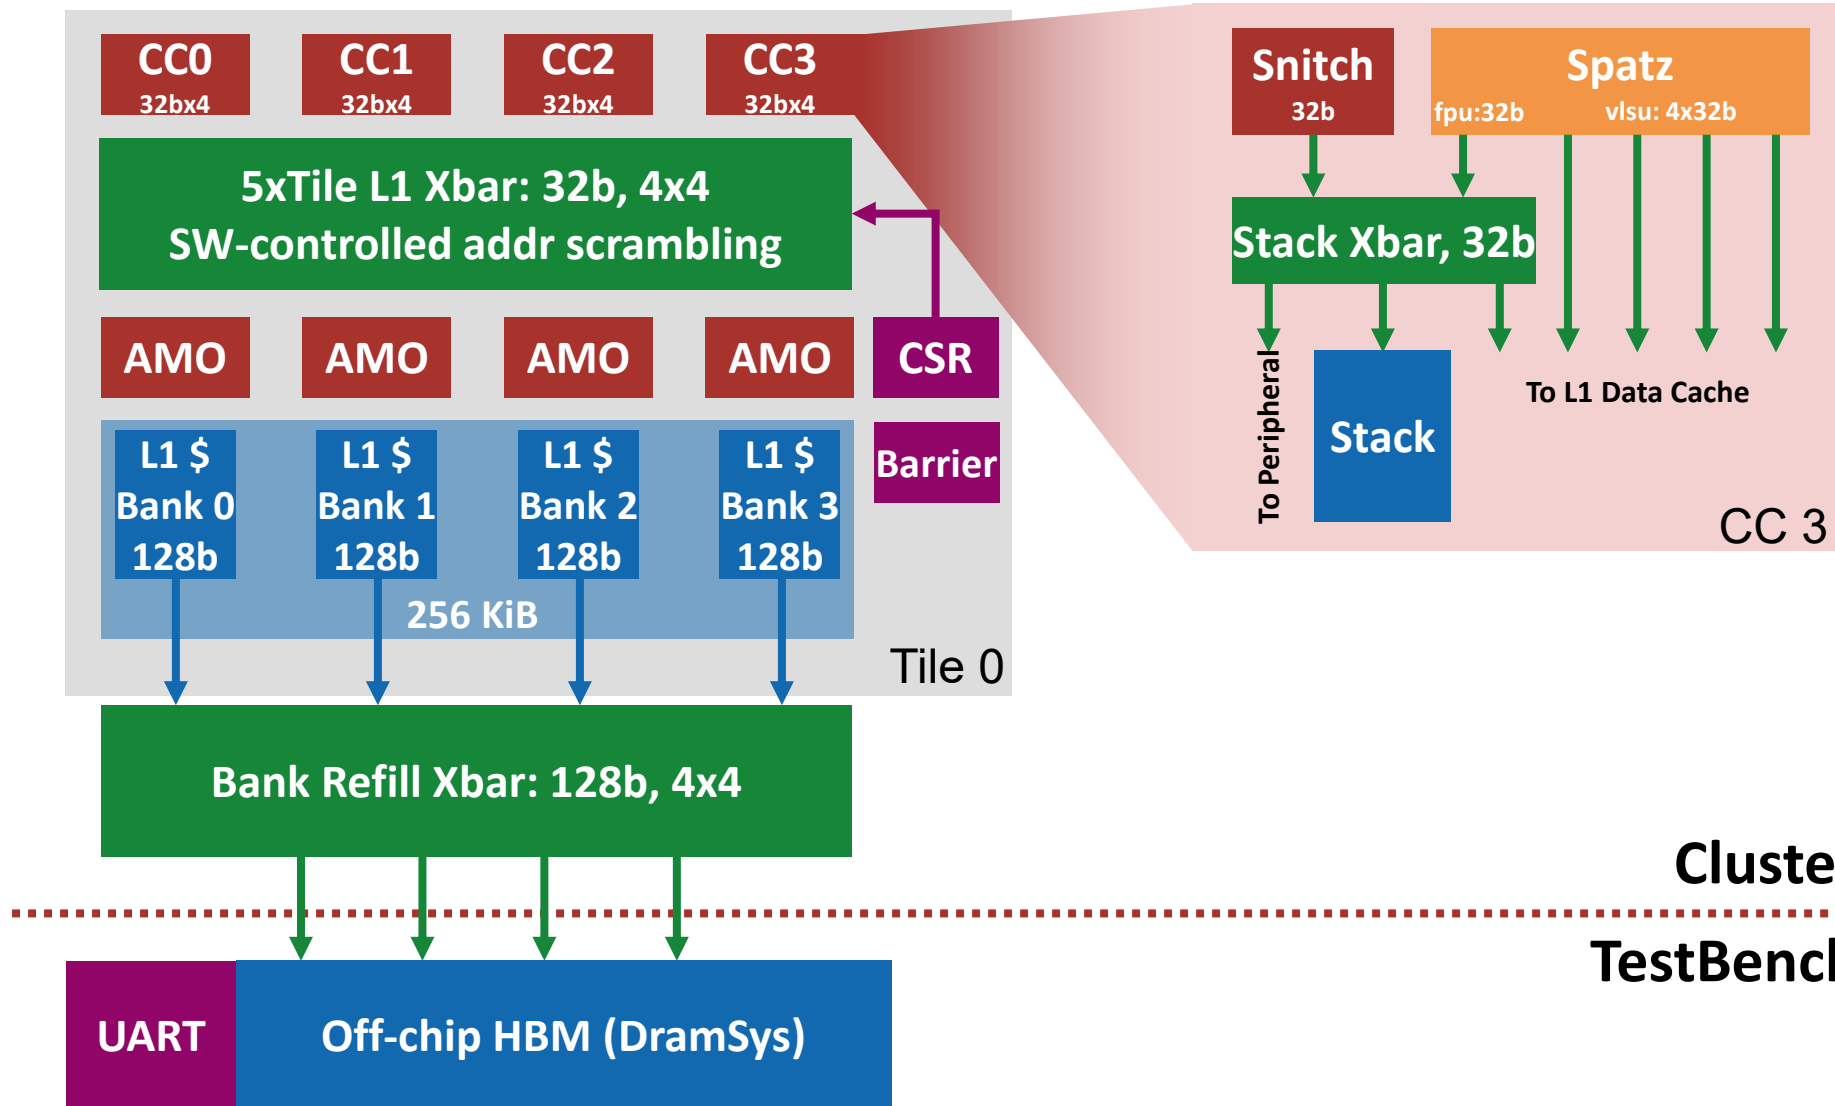 CC0
32bx4
CC1
32bx4
CC2
32bx4
CC3
32bx4
5xTile L1 Xbar: 32b, 4x4
SW-controlled addr scrambling
AMO
AMO
AMO
AMO
CSR
L1 $
Bank 0
128b
L1 $
Bank 1
128b
L1 $
Bank 2
128b
L1 $
Bank 3
128b
Barrier
256 KiB
Tile 0
Snitch
32b
Spatz
fpu:32b
vlsu: 4x32b
Stack Xbar, 32b
To Peripheral
Stack
To L1 Data Cache
CC 3
Bank Refill Xbar: 128b, 4x4
Cluste
TestBencl
UART
Off-chip HBM (DramSys)